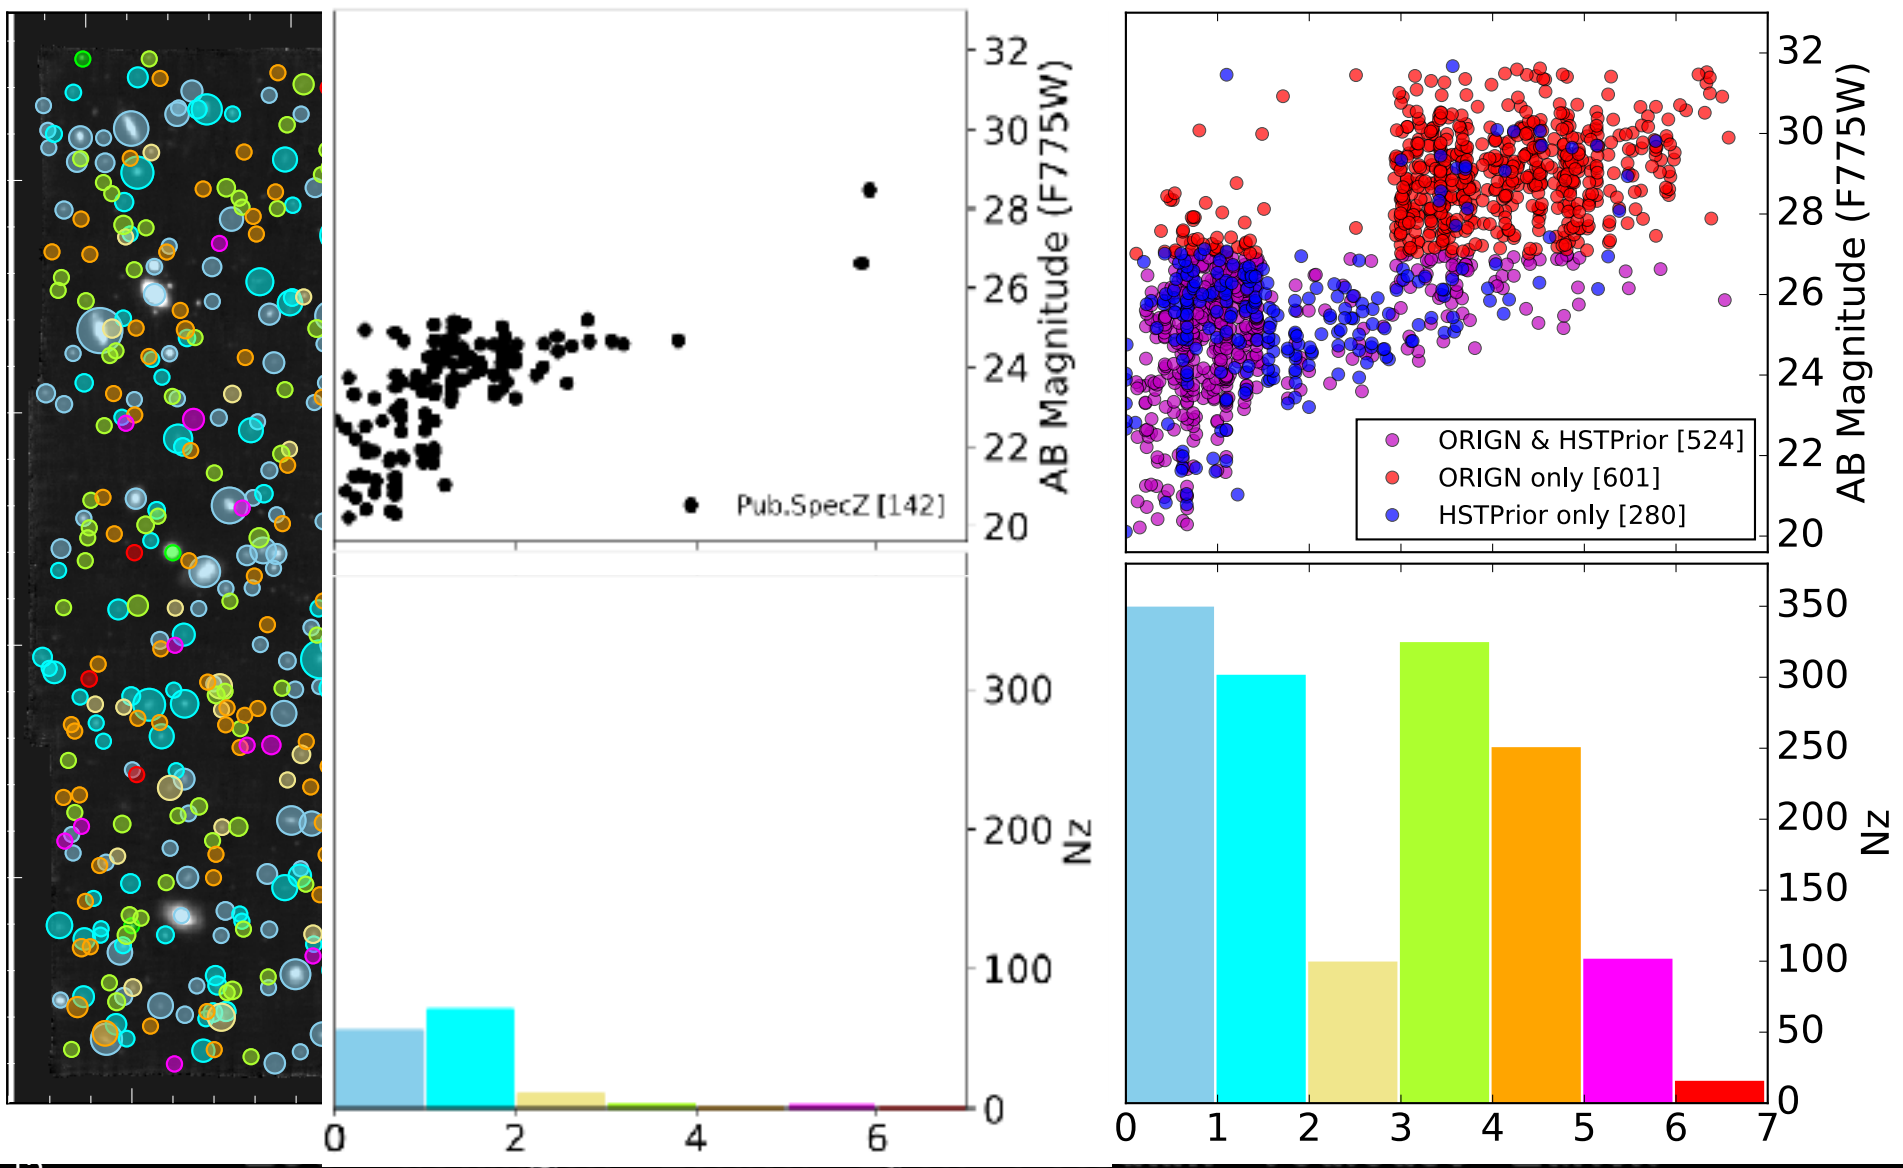 32
30
28
26
24
22
20
AB Magnitude (F775W)
Pub.SpecZ [142]
300
200
100
0
Nz
0 2 4 6
32
30
28
26
24
22
20
AB Magnitude (F775W)
ORIGN & HSTPrior [524]
ORIGN only [601]
HSTPrior only [280]
350
300
250
200
150
100
50
0
Nz
0 1 2 3 4 5 6 7